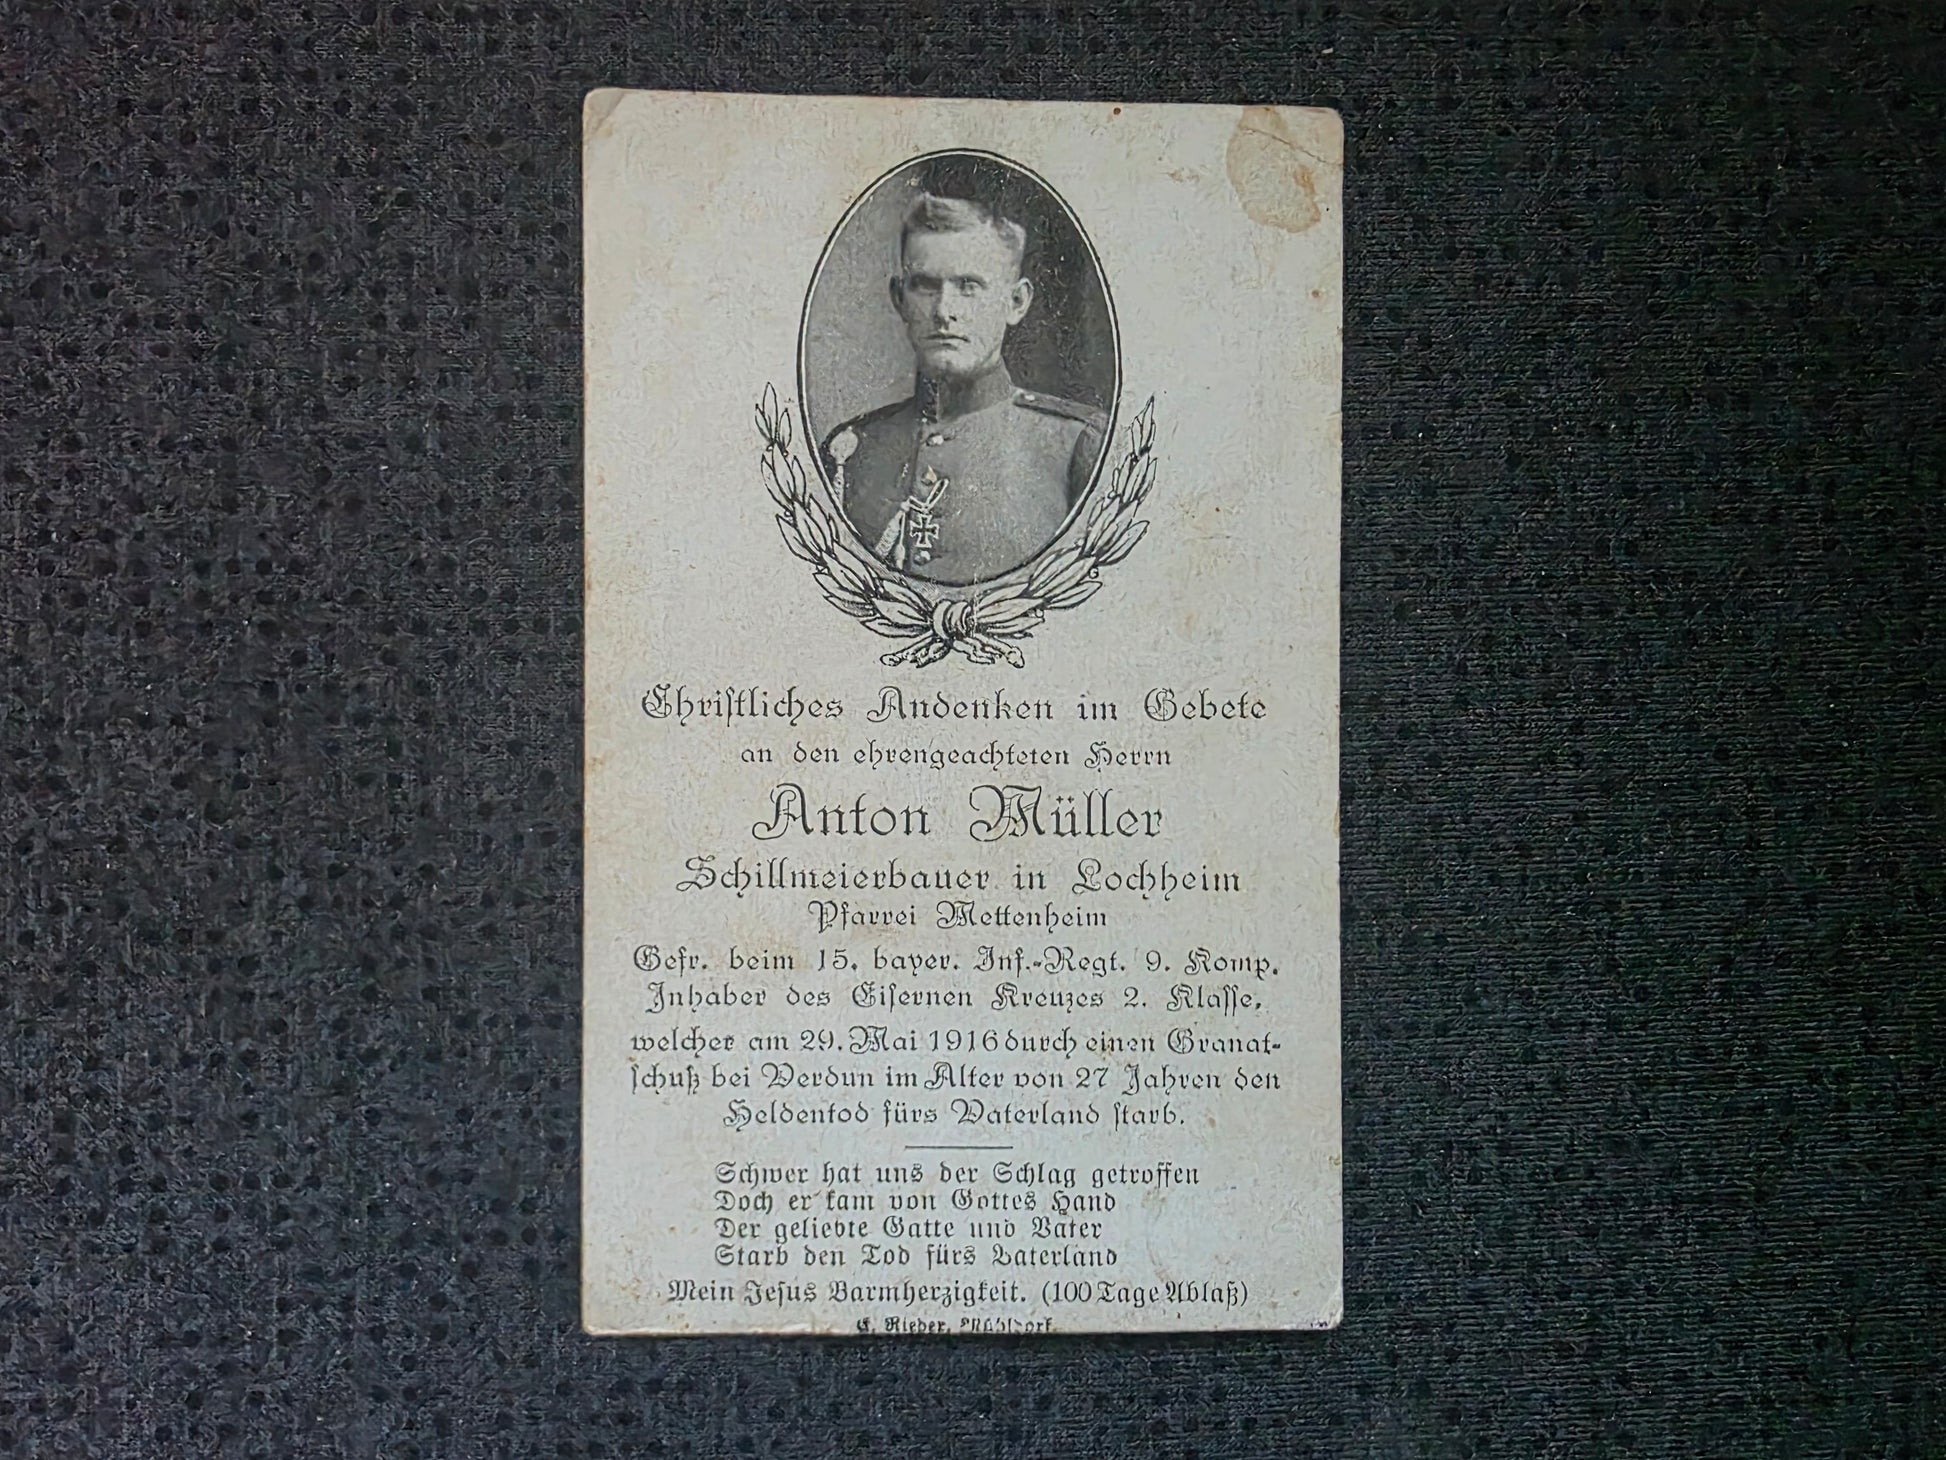 Christliches Andenken im Gebete
an den ehrengeachteten Herrn
Anton Müller
Schillmeierbauer in Lochheim
Pfarrei Mettenheim
Gefr. beim 15. bayer. Inf.-Regt. 9. Komp.
Inhaber des Eisernen Kreuzes 2. Klasse,
welcher am 29. Mai 1916 durch einen Granat-
schuß bei Verdun im Alter von 27 Jahren den
Heldentod fürs Vaterland starb.
Schwer hat uns der Schlag getroffen
Doch er kam von Gottes Hand
Der geliebte Gatte und Vater
Starb den Tod fürs Vaterland
Mein Jesus Barmherzigkeit. (100 Tage Ablaß)
Rieder, Mühldorf.